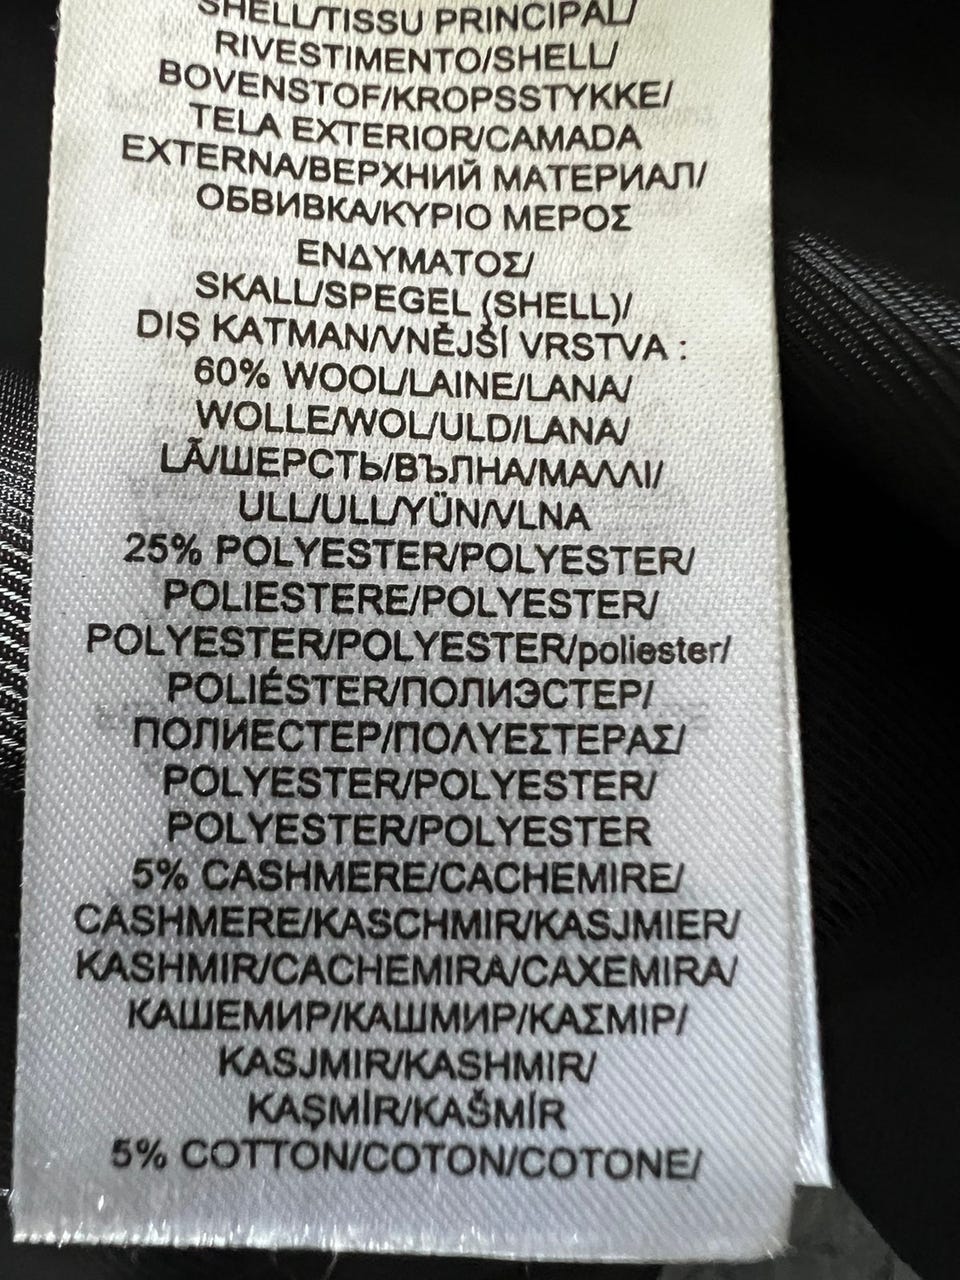 SHELL/TISSU PRINCIPAL/
RIVESTIMENTO/SHELL/
BOVENSTOF/KROPSSTYKKE/
TELA EXTERIOR/CAMADA
EXTERNA/ВЕРХНИЙ МАТЕРИАЛ/
ОБВИВКА/ΚΥΡΙΟ ΜΕΡΟΣ
ΕΝΔΥΜΑΤΟΣ/
SKALL/SPEGEL (SHELL)/
DIŞ KATMAN/VNĚJŠÍ VRSTVA :
60% WOOL/LAINE/LANA/
WOLLE/WOL/ULD/LANA/
LÃ/ШЕРСТЬ/ВЪЛНА/ΜΑΛΛΙ/
ULL/ULL/YÜN/VLNA
25% POLYESTER/POLYESTER/
POLIESTERE/POLYESTER/
POLYESTER/POLYESTER/poliester/
POLIÉSTER/ПОЛИЭСТЕР/
ПОЛИЕСТЕР/ΠΟΛΥΕΣΤΕΡΑΣ/
POLYESTER/POLYESTER/
POLYESTER/POLYESTER
5% CASHMERE/CACHEMIRE/
CASHMERE/KASCHMIR/KASJMIER/
KASHMIR/CACHEMIRA/CAXEMIRA/
КАШЕМИР/КАШМИР/ΚΑΣΜΙΡ/
KASJMIR/KASHMIR/
KAŞMİR/KAŠMÍR
5% COTTON/COTON/COTONE/